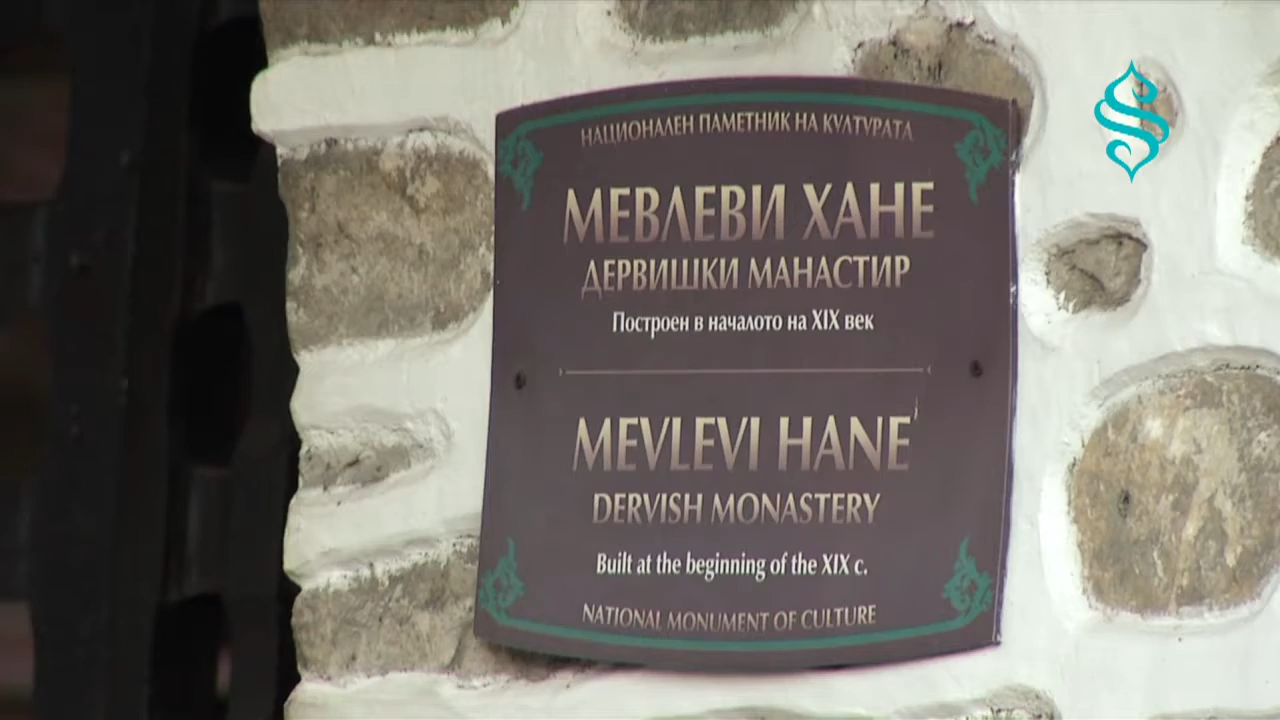 НАЦИОНАЛЕН ПАМЕТНИК НА КУЛТУРАТА
МЕВЛЕВИ ХАНЕ
ДЕРВИШКИ МАНАСТИР
Построен в началото на XIX век
MEVLEVI HANE
DERVISH MONASTERY
Built at the beginning of the XIX c.
NATIONAL MONUMENT OF CULTURE